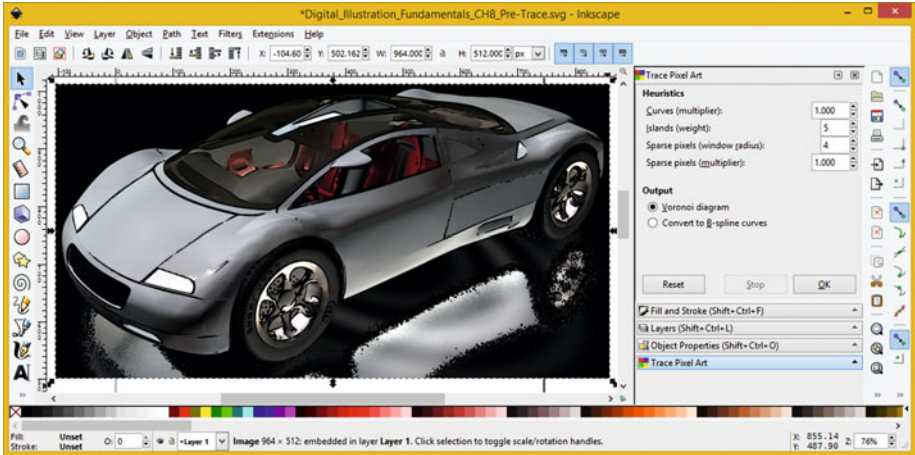 *Digital_Illustration_Fundamentals_CH8_Pre-Trace.svg - Inkscape
File Edit View Layer Object Path Text Filters Extensions Help
X: -104.60 Y: 502.162 W: 964.000 H: 512.000 px
Trace Pixel Art
Heuristics
Curves (multiplier): 1.000
Islands (weight): 5
Sparse pixels (window radius): 4
Sparse pixels (multiplier): 1.000
Output
Voronoi diagram
Convert to B-spline curves
Reset Stop OK
Fill and Stroke (Shift+Ctrl+F)
Layers (Shift+Ctrl+L)
Object Properties (Shift+Ctrl+O)
Trace Pixel Art
Fill: Unset
Stroke: Unset
O: 0
Layer 1
Image 964 × 512: embedded in layer Layer 1. Click selection to toggle scale/rotation handles.
X: 855.14
Y: 487.90
Z: 76%